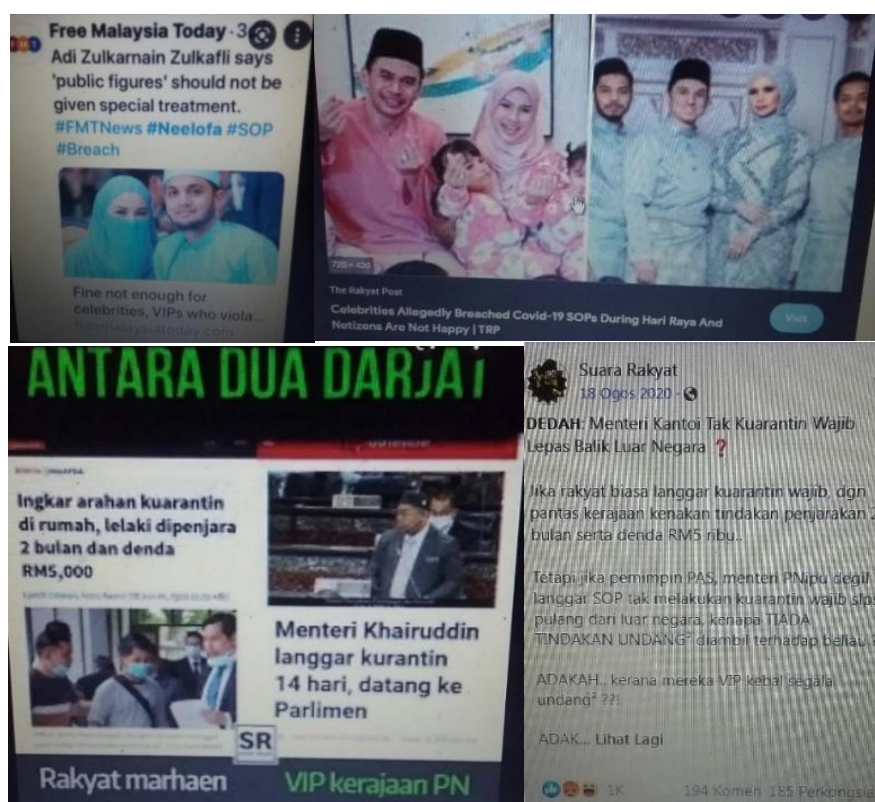 Free Malaysia Today · 3
Adi Zulkarnain Zulkafli says
'public figures' should not be
given special treatment.
#FMTNews #Neelofa #SOP
#Breach
Fine not enough for
celebrities, VIPs who viola...
freemalaysiatoday.com
720 × 420
The Rakyat Post
Celebrities Allegedly Breached Covid-19 SOPs During Hari Raya And
Netizens Are Not Happy | TRP
Visit
ANTARA DUA DARJAT
Ingkar arahan kuarantin
di rumah, lelaki dipenjara
2 bulan dan denda
RM5,000
Menteri Khairuddin
langgar kurantin
14 hari, datang ke
Parlimen
SR
Rakyat marhaen
VIP kerajaan PN
Suara Rakyat
18 Ogos 2020
DEDAH: Menteri Kantoi Tak Kuarantin Wajib
Lepas Balik Luar Negara ❓
Jika rakyat biasa langgar kuarantin wajib, dgn
pantas kerajaan kenakan tindakan penjarakan 2
bulan serta denda RM5 ribu..
Tetapi jika pemimpin PAS, menteri PNipu degil
langgar SOP tak melakukan kuarantin wajib slps
pulang dari luar negara, kenapa TIADA
TINDAKAN UNDANG² diambil terhadap beliau ?
ADAKAH.. kerana mereka VIP kebal segala
undang² ??!
ADAK... Lihat Lagi
1K
194 Komen 185 Perkongsia